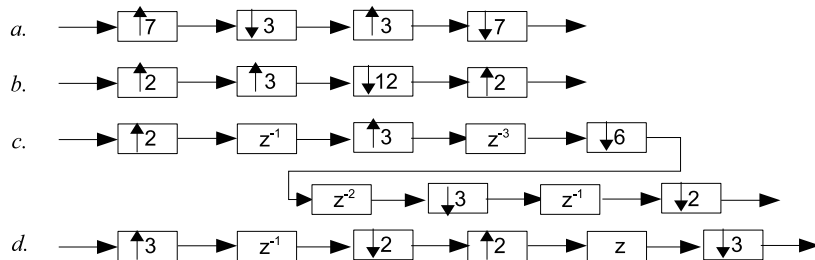 a. ↑7 ↓3 ↑3 ↓7
b. ↑2 ↑3 ↓12 ↑2
c. ↑2 z⁻¹ ↑3 z⁻³ ↓6
z⁻² ↓3 z⁻¹ ↓2
d. ↑3 z⁻¹ ↓2 ↑2 z ↓3